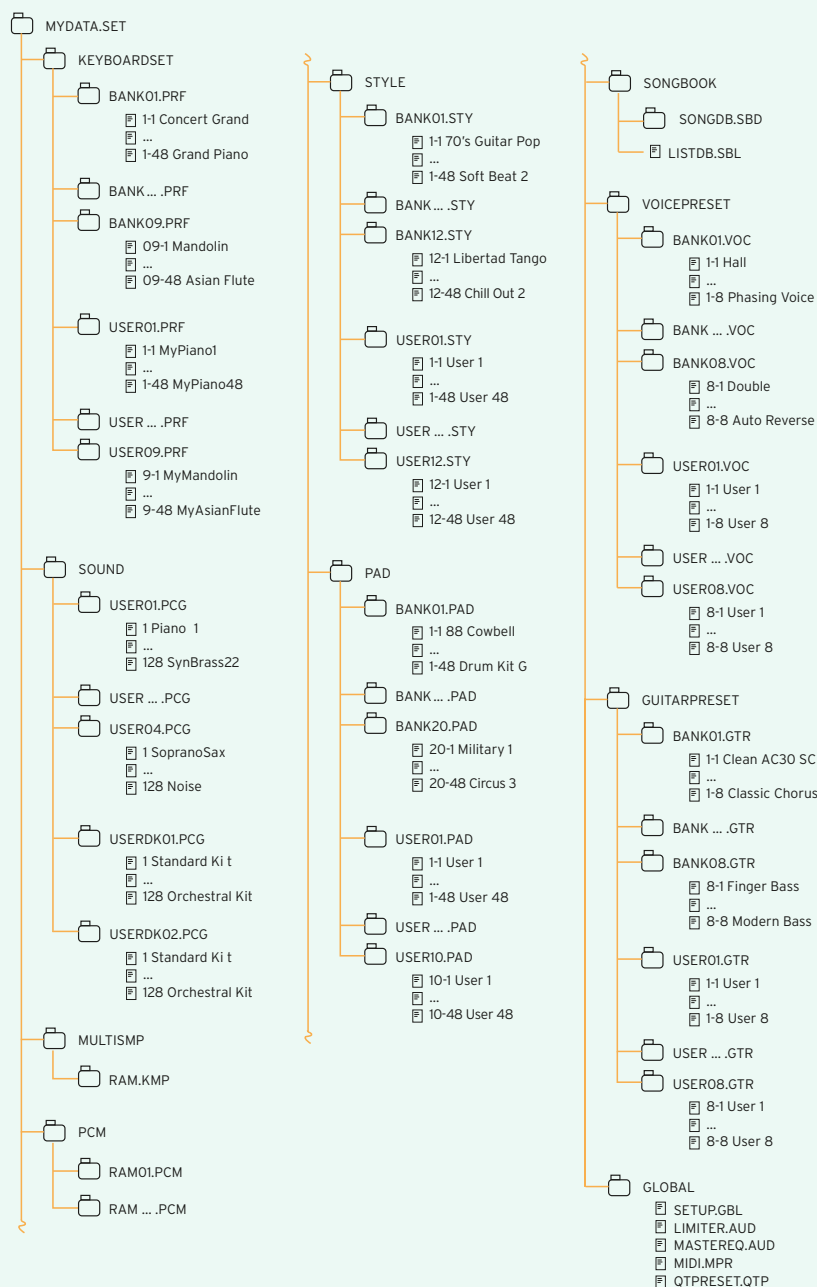 MYDATA.SET
KEYBOARDSET
BANK01.PRF
1-1 Concert Grand
...
1-48 Grand Piano
BANK ... .PRF
BANK09.PRF
09-1 Mandolin
...
09-48 Asian Flute
USER01.PRF
1-1 MyPiano1
...
1-48 MyPiano48
USER ... .PRF
USER09.PRF
9-1 MyMandolin
...
9-48 MyAsianFlute
SOUND
USER01.PCG
1 Piano 1
...
128 SynBrass22
USER ... .PCG
USER04.PCG
1 SopranoSax
...
128 Noise
USERDK01.PCG
1 Standard Ki t
...
128 Orchestral Kit
USERDK02.PCG
1 Standard Ki t
...
128 Orchestral Kit
MULTISMP
RAM.KMP
PCM
RAM01.PCM
RAM ... .PCM
STYLE
BANK01.STY
1-1 70's Guitar Pop
...
1-48 Soft Beat 2
BANK ... .STY
BANK12.STY
12-1 Libertad Tango
...
12-48 Chill Out 2
USER01.STY
1-1 User 1
...
1-48 User 48
USER ... .STY
USER12.STY
12-1 User 1
...
12-48 User 48
PAD
BANK01.PAD
1-1 88 Cowbell
...
1-48 Drum Kit G
BANK ... .PAD
BANK20.PAD
20-1 Military 1
...
20-48 Circus 3
USER01.PAD
1-1 User 1
...
1-48 User 48
USER ... .PAD
USER10.PAD
10-1 User 1
...
10-48 User 48
SONGBOOK
SONGDB.SBD
LISTDB.SBL
VOICEPRESET
BANK01.VOC
1-1 Hall
...
1-8 Phasing Voice
BANK ... .VOC
BANK08.VOC
8-1 Double
...
8-8 Auto Reverse
USER01.VOC
1-1 User 1
...
1-8 User 8
USER ... .VOC
USER08.VOC
8-1 User 1
...
8-8 User 8
GUITARPRESET
BANK01.GTR
1-1 Clean AC30 SC
...
1-8 Classic Chorus
BANK ... .GTR
BANK08.GTR
8-1 Finger Bass
...
8-8 Modern Bass
USER01.GTR
1-1 User 1
...
1-8 User 8
USER ... .GTR
USER08.GTR
8-1 User 1
...
8-8 User 8
GLOBAL
SETUP.GBL
LIMITER.AUD
MASTEREQ.AUD
MIDI.MPR
QTPRESET.QTP